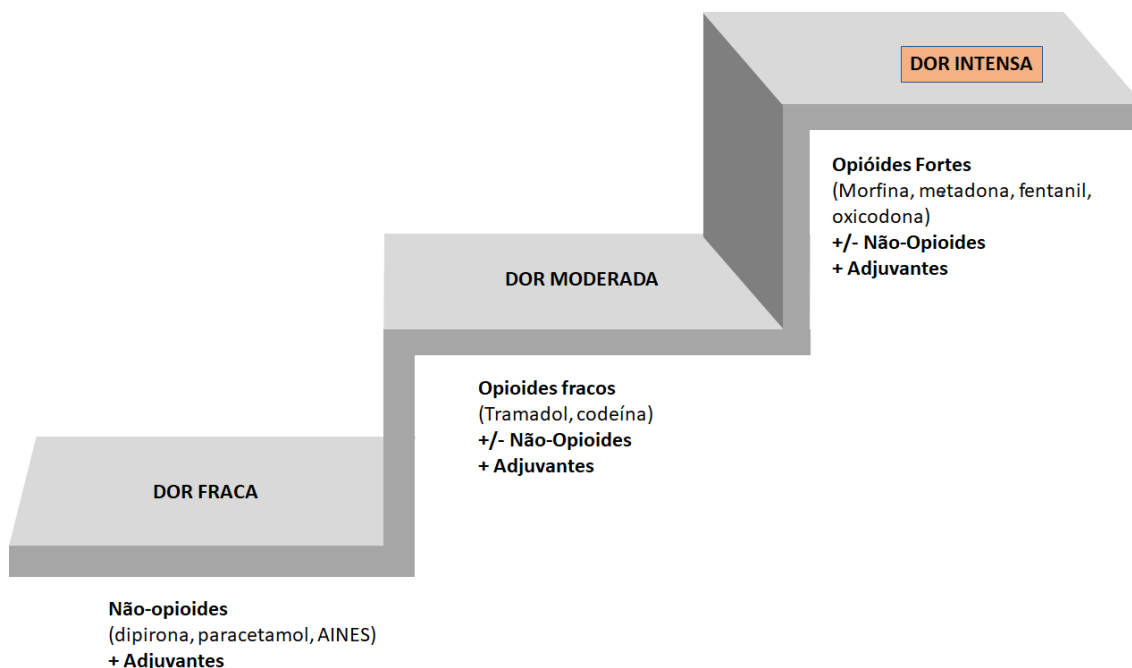 DOR INTENSA
Opióides Fortes
(Morfina, metadona, fentanil,
oxicodona)
+/- Não-Opioides
+ Adjuvantes
DOR MODERADA
Opioides fracos
(Tramadol, codeína)
+/- Não-Opioides
+ Adjuvantes
DOR FRACA
Não-opioides
(dipirona, paracetamol, AINES)
+ Adjuvantes